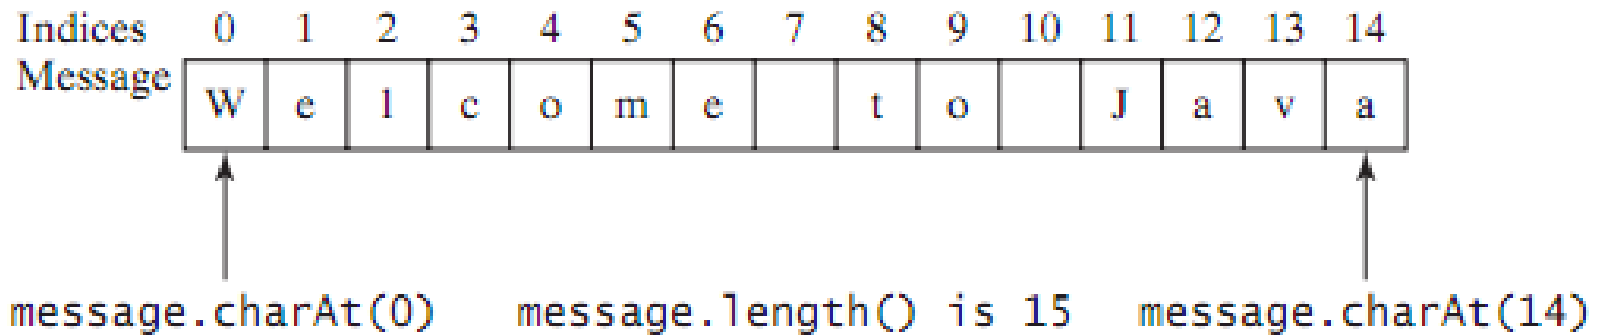 Indices 0 1 2 3 4 5 6 7 8 9 10 11 12 13 14
Message W e l c o m e t o J a v a
message.charAt(0) message.length() is 15 message.charAt(14)